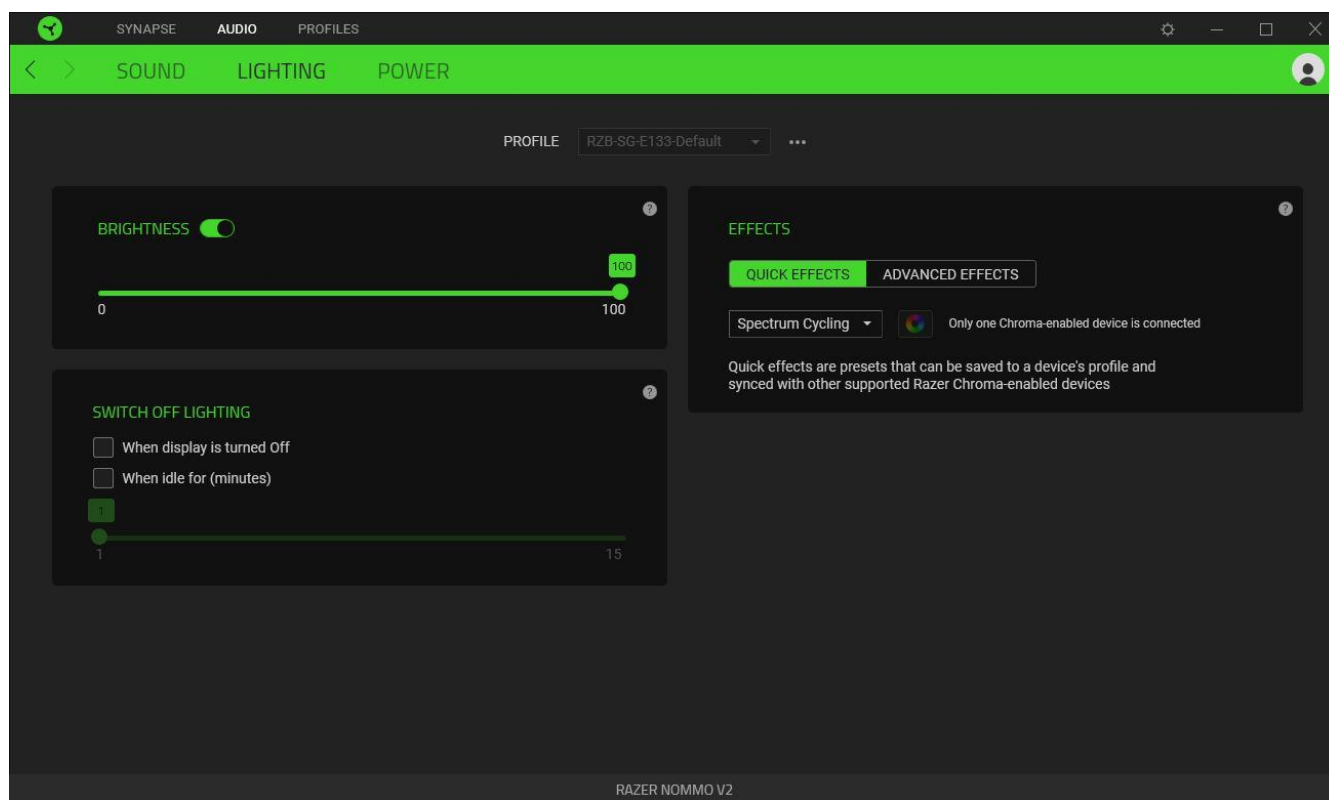 SYNAPSE AUDIO PROFILES
SOUND LIGHTING POWER
PROFILE RZB-SG-E133-Default
BRIGHTNESS
100
0 100
SWITCH OFF LIGHTING
When display is turned Off
When idle for (minutes)
1
1 15
EFFECTS
QUICK EFFECTS ADVANCED EFFECTS
Spectrum Cycling Only one Chroma-enabled device is connected
Quick effects are presets that can be saved to a device's profile and
synced with other supported Razer Chroma-enabled devices
RAZER NOMMO V2